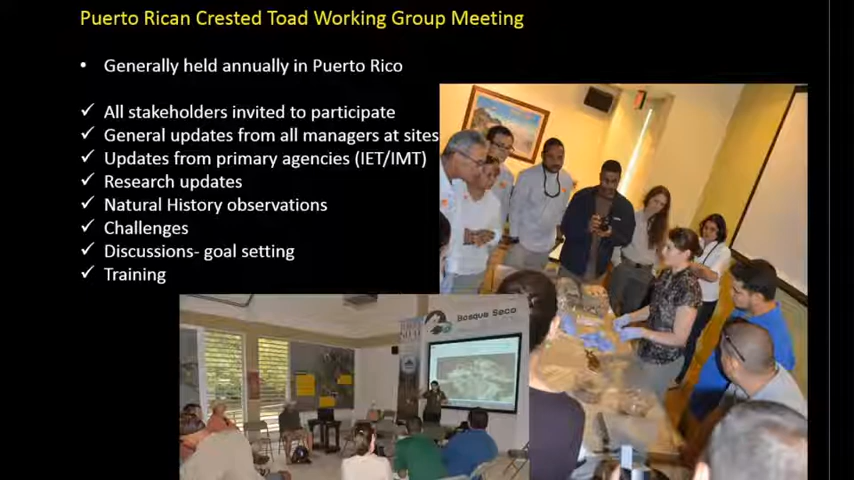 Puerto Rican Crested Toad Working Group Meeting
• Generally held annually in Puerto Rico
✓ All stakeholders invited to participate
✓ General updates from all managers at sites
✓ Updates from primary agencies (IET/IMT)
✓ Research updates
✓ Natural History observations
✓ Challenges
✓ Discussions- goal setting
✓ Training
Bosque Seco